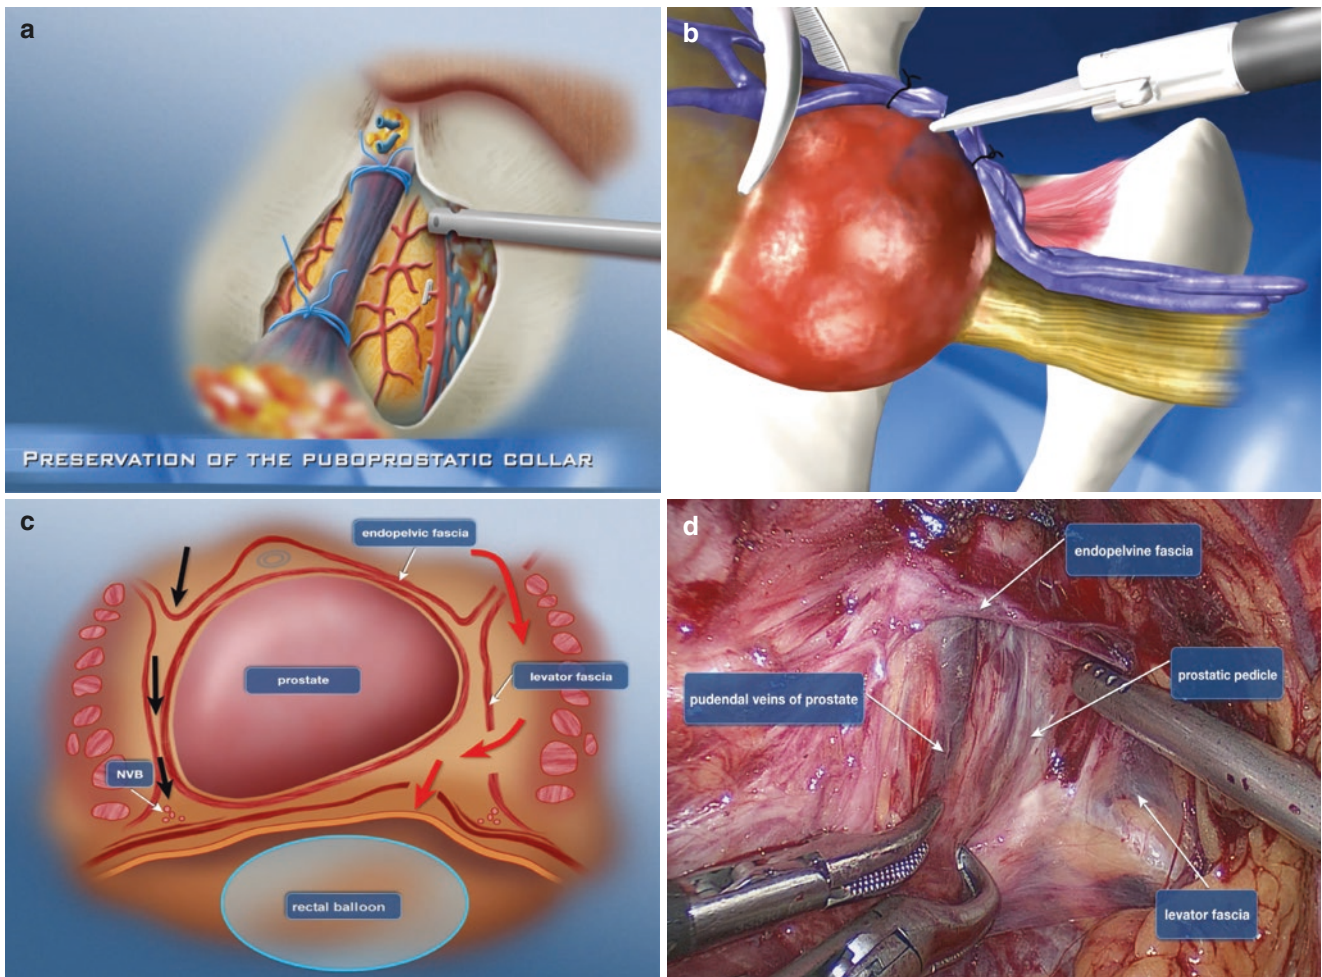 a
PRESERVATION OF THE PUBOPROSTATIC COLLAR
b
c
endopelvic fascia
levator fascia
prostate
NVB
rectal balloon
d
endopelvine fascia
prostatic pedicle
pudendal veins of prostate
levator fascia